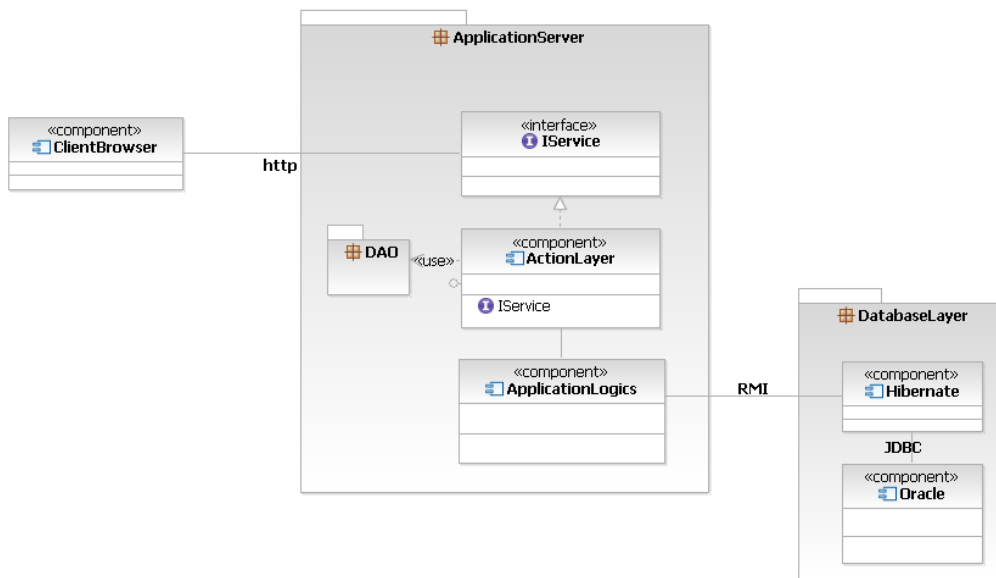 ApplicationServer
«component»
ClientBrowser
http
«interface»
IService
DAO
«use»
«component»
ActionLayer
IService
«component»
ApplicationLogics
RMI
DatabaseLayer
«component»
Hibernate
JDBC
«component»
Oracle